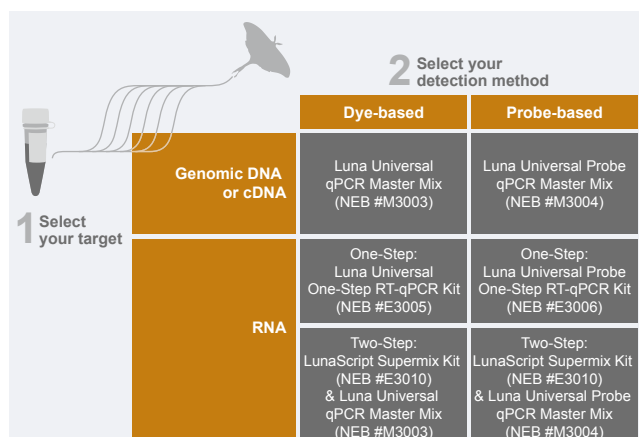 2 Select your
detection method
Dye-based
Probe-based
1 Select
your target
Genomic DNA
or cDNA
Luna Universal
qPCR Master Mix
(NEB #M3003)
Luna Universal Probe
qPCR Master Mix
(NEB #M3004)
RNA
One-Step:
Luna Universal
One-Step RT-qPCR Kit
(NEB #E3005)
One-Step:
Luna Universal Probe
One-Step RT-qPCR Kit
(NEB #E3006)
Two-Step:
LunaScript Supermix Kit
(NEB #E3010)
& Luna Universal
qPCR Master Mix
(NEB #M3003)
Two-Step:
LunaScript Supermix Kit
(NEB #E3010)
& Luna Universal Probe
qPCR Master Mix
(NEB #M3004)